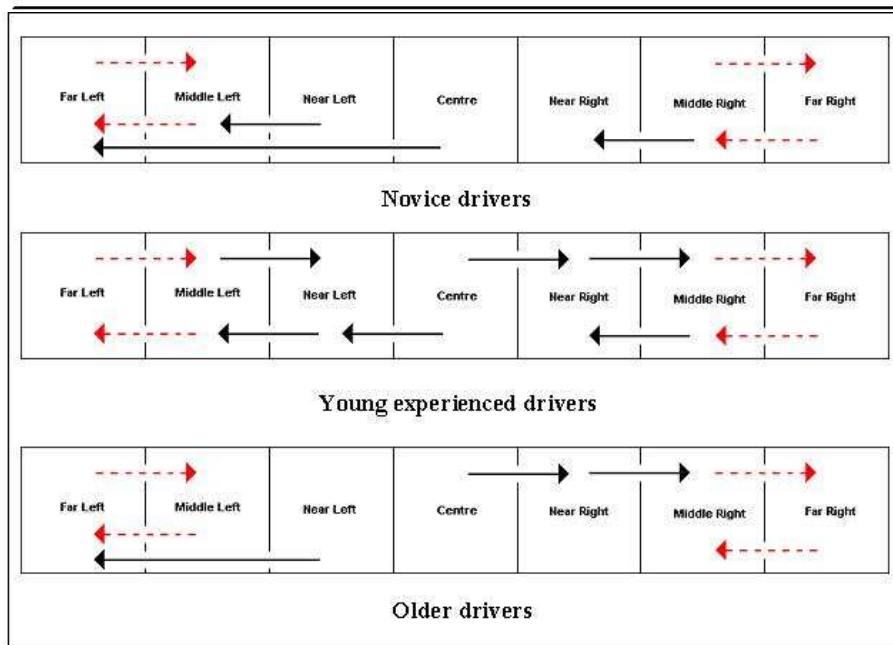 Far Left Middle Left Near Left Centre Near Right Middle Right Far Right
Novice drivers
Far Left Middle Left Near Left Centre Near Right Middle Right Far Right
Young experienced drivers
Far Left Middle Left Near Left Centre Near Right Middle Right Far Right
Older drivers